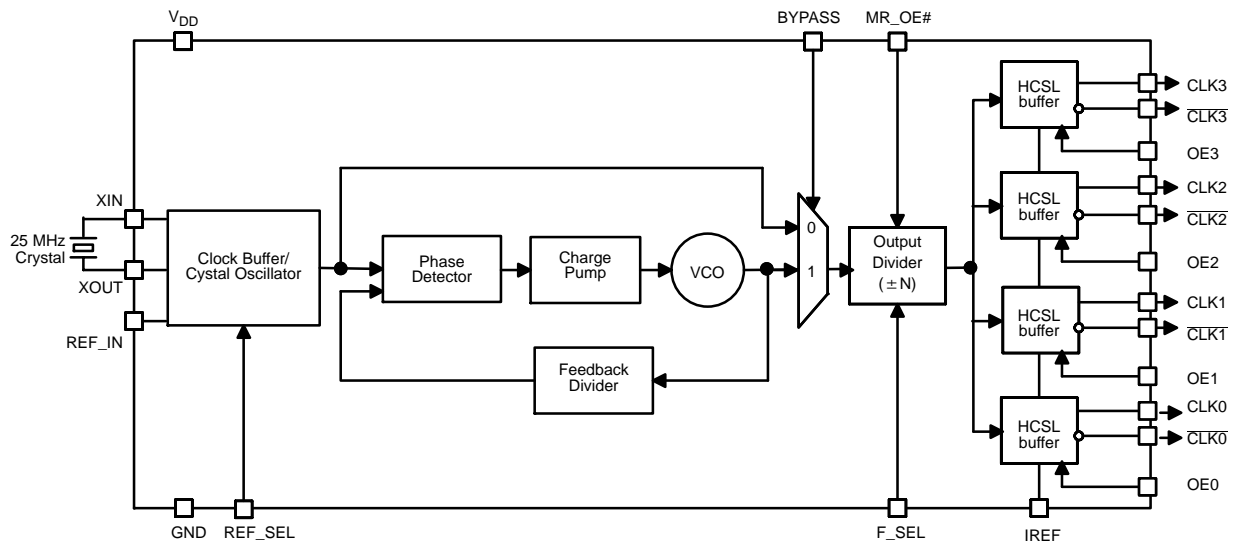 V_DD
BYPASS
MR_OE#
HCSL
buffer
CLK3
CLK3
OE3
XIN
25 MHz
Crystal
XOUT
REF_IN
Clock Buffer/
Cystal Oscillator
Phase
Detector
Charge
Pump
VCO
Feedback
Divider
0
1
Output
Divider
(±N)
HCSL
buffer
CLK2
CLK2
OE2
HCSL
buffer
CLK1
CLK1
OE1
HCSL
buffer
CLK0
CLK0
OE0
GND
REF_SEL
F_SEL
IREF